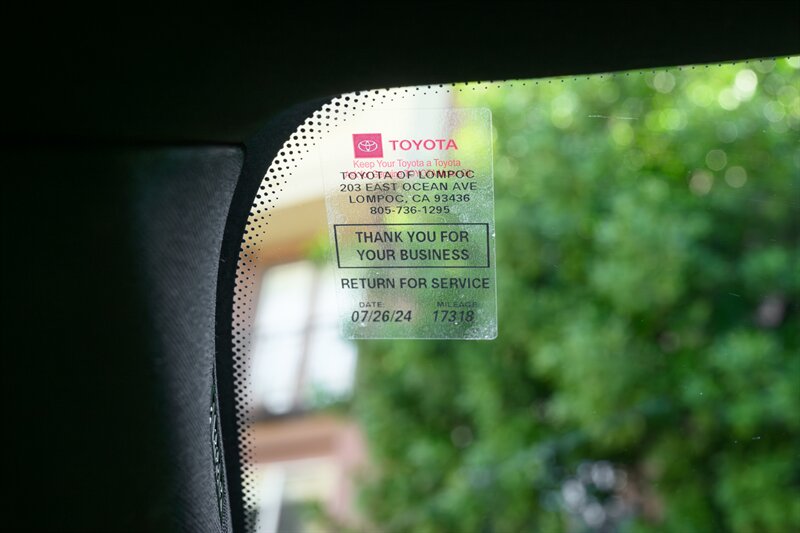 TOYOTA
Keep Your Toyota a Toyota
TOYOTA OF LOMPOC
203 EAST OCEAN AVE
LOMPOC, CA 93436
805-736-1295
THANK YOU FOR
YOUR BUSINESS
RETURN FOR SERVICE
DATE: MILEAGE:
07/26/24 17318